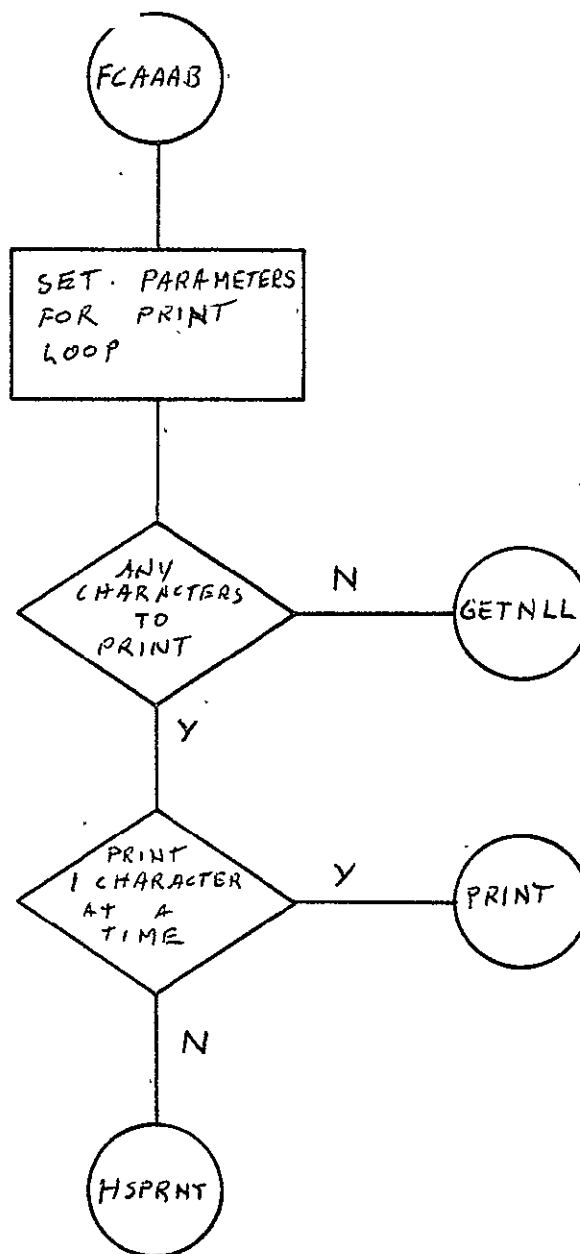 FCAAAB
SET. PARAMETERS
FOR PRINT
LOOP
ANY
CHARACTERS
TO
PRINT
N
GETNLL
Y
PRINT
1 CHARACTER
AT A
TIME
Y
PRINT
N
HSPRNT